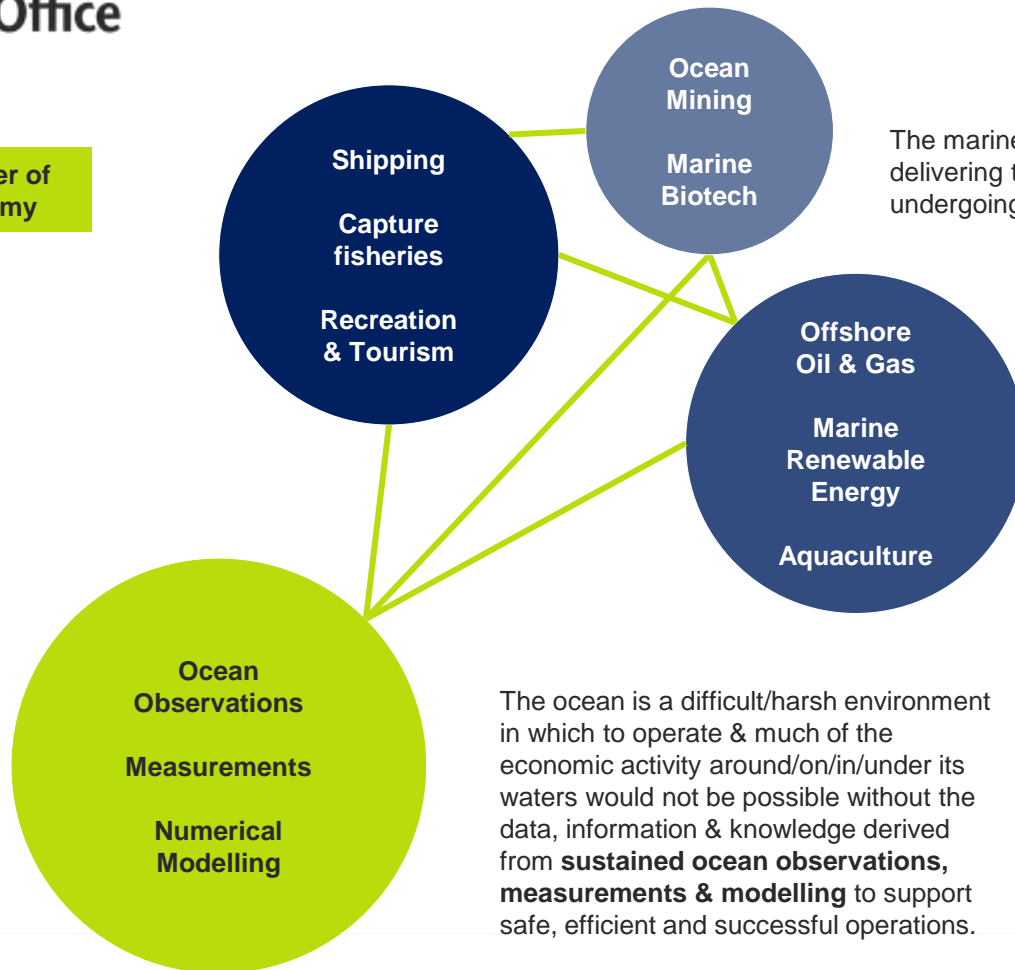 Office
er of
my
Ocean
Mining
Marine
Biotech
Shipping
Capture
fisheries
Recreation
& Tourism
The marine
delivering t
undergoing
Offshore
Oil & Gas
Marine
Renewable
Energy
Aquaculture
Ocean
Observations
Measurements
Numerical
Modelling
The ocean is a difficult/harsh environment
in which to operate & much of the
economic activity around/on/in/under its
waters would not be possible without the
data, information & knowledge derived
from sustained ocean observations,
measurements & modelling to support
safe, efficient and successful operations.